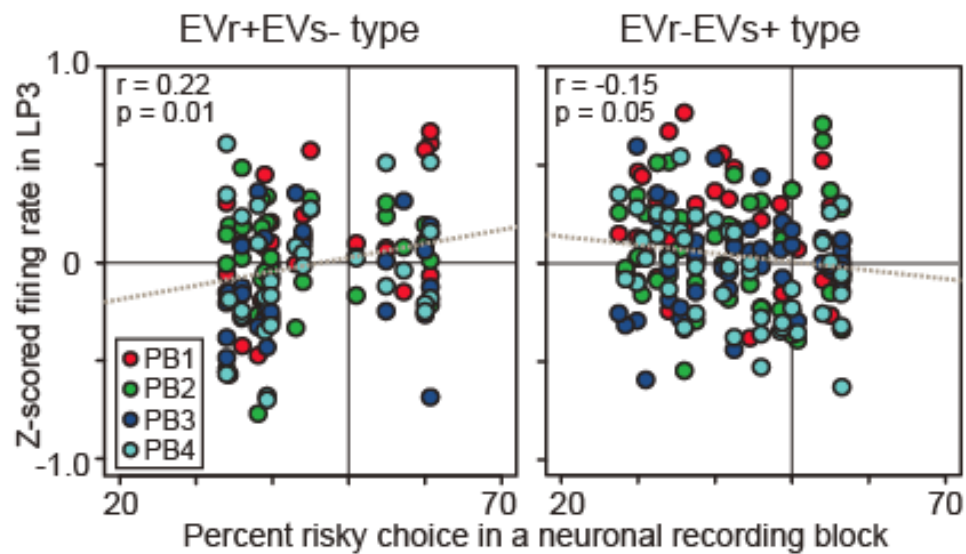 EVr+EVs- type
EVr-EVs+ type
Z-scored firing rate in LP3
1.0
0
-1.0
r = 0.22
p = 0.01
r = -0.15
p = 0.05
PB1
PB2
PB3
PB4
20
70
20
70
Percent risky choice in a neuronal recording block